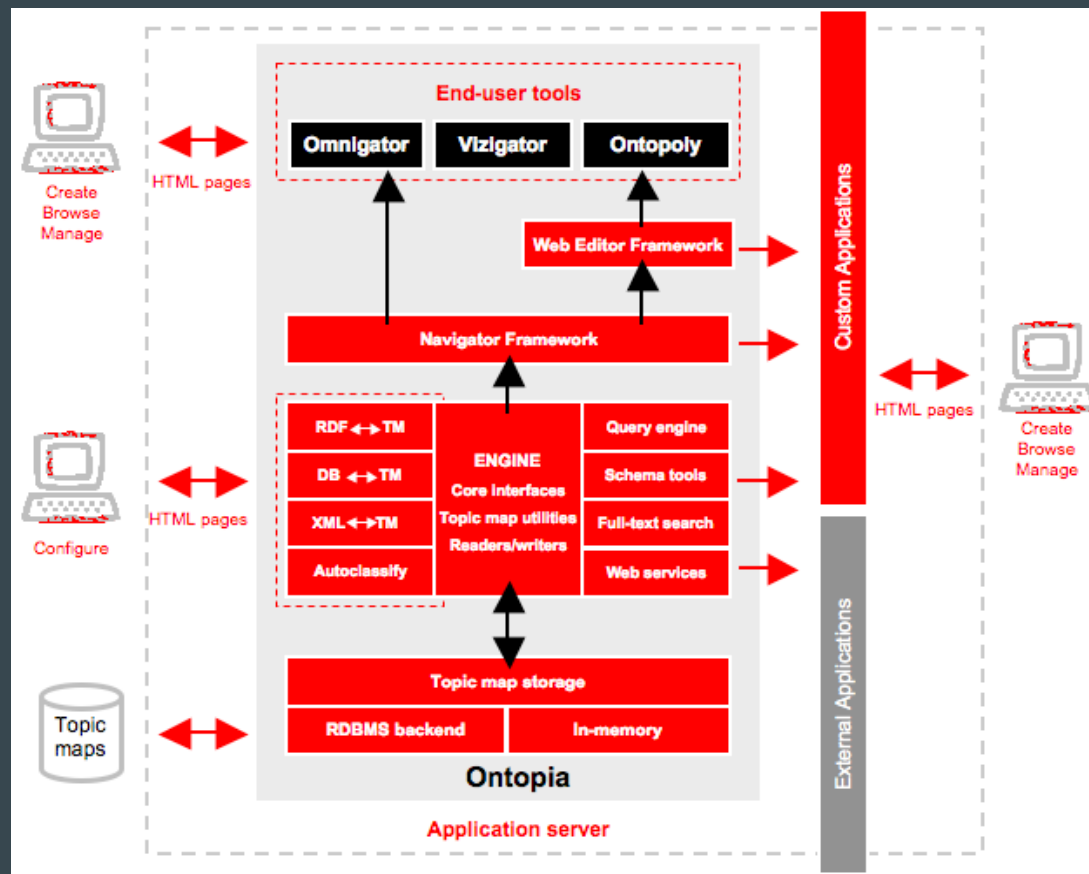 End-user tools
Omnigator
Vizigator
Ontopoly
HTML pages
Create
Browse
Manage
Web Editor Framework
Custom Applications
Navigator Framework
RDF↔TM
DB ↔TM
XML↔TM
Autoclassify
ENGINE
Core interfaces
Topic map utilities
Readers/writers
Query engine
Schema tools
Full-text search
Web services
HTML pages
Create
Browse
Manage
HTML pages
Configure
External Applications
Topic map storage
RDBMS backend
In-memory
Topic
maps
Ontopia
Application server